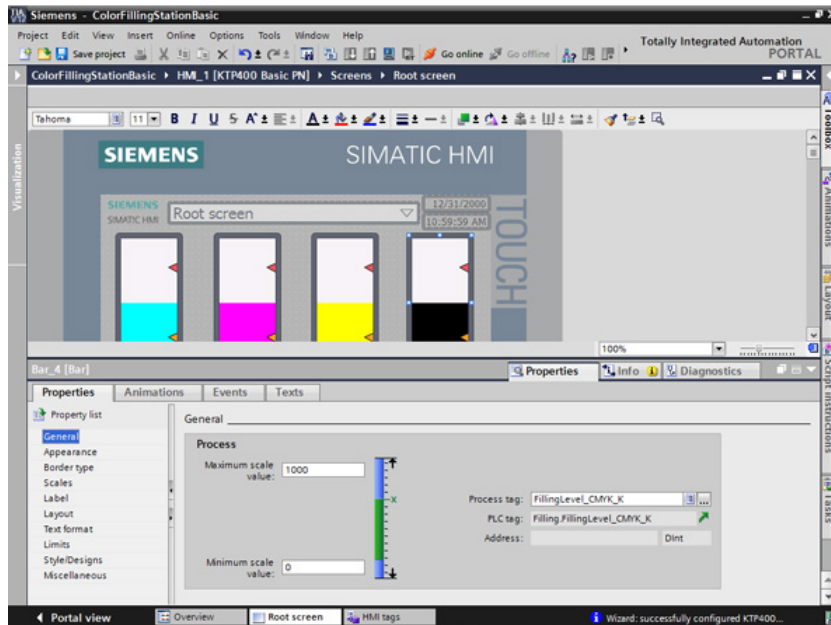 Siemens - ColorFillingStationBasic
Project Edit View Insert Online Options Tools Window Help
Save project
Go online
Go offline
Totally Integrated Automation
PORTAL
ColorFillingStationBasic ▸ HMI_1 [KTP400 Basic PN] ▸ Screens ▸ Root screen
Tahoma 11 B I U S A
Visualization
SIEMENS
SIMATIC HMI
SIEMENS
SIMATIC HMI
Root screen
12/31/2000
10:59:59 AM
TOUCH
Toolbox
Animations
Layout
Script instructions
Tasks
100%
Bar_4 [Bar]
Properties Info Diagnostics
Properties Animations Events Texts
Property list
General
Appearance
Border type
Scales
Label
Layout
Text format
Limits
Style/Designs
Miscellaneous
General
Process
Maximum scale value: 1000
Minimum scale value: 0
Process tag: FillingLevel_CMYK_K
PLC tag: Filling.FillingLevel_CMYK_K
Address: DInt
Portal view Overview Root screen HMI tags Wizard: successfully configured KTP400...